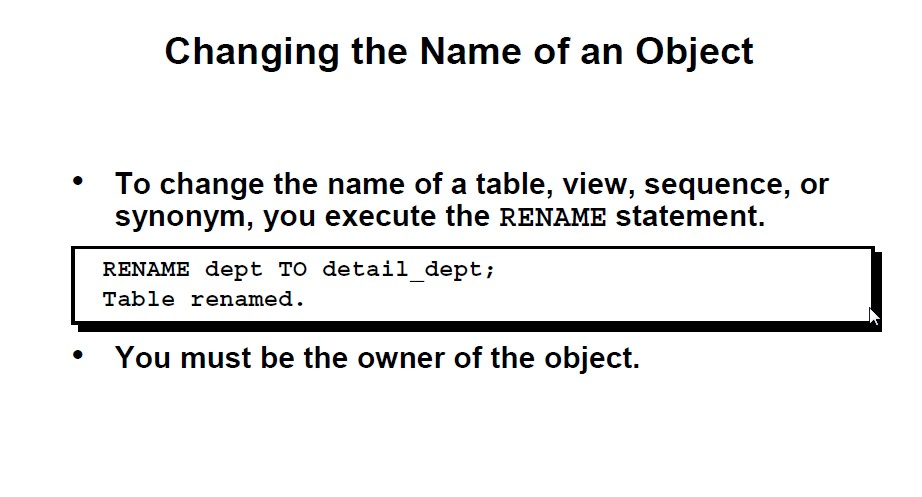 Changing the Name of an Object
• To change the name of a table, view, sequence, or
synonym, you execute the RENAME statement.
RENAME dept TO detail_dept;
Table renamed.
• You must be the owner of the object.